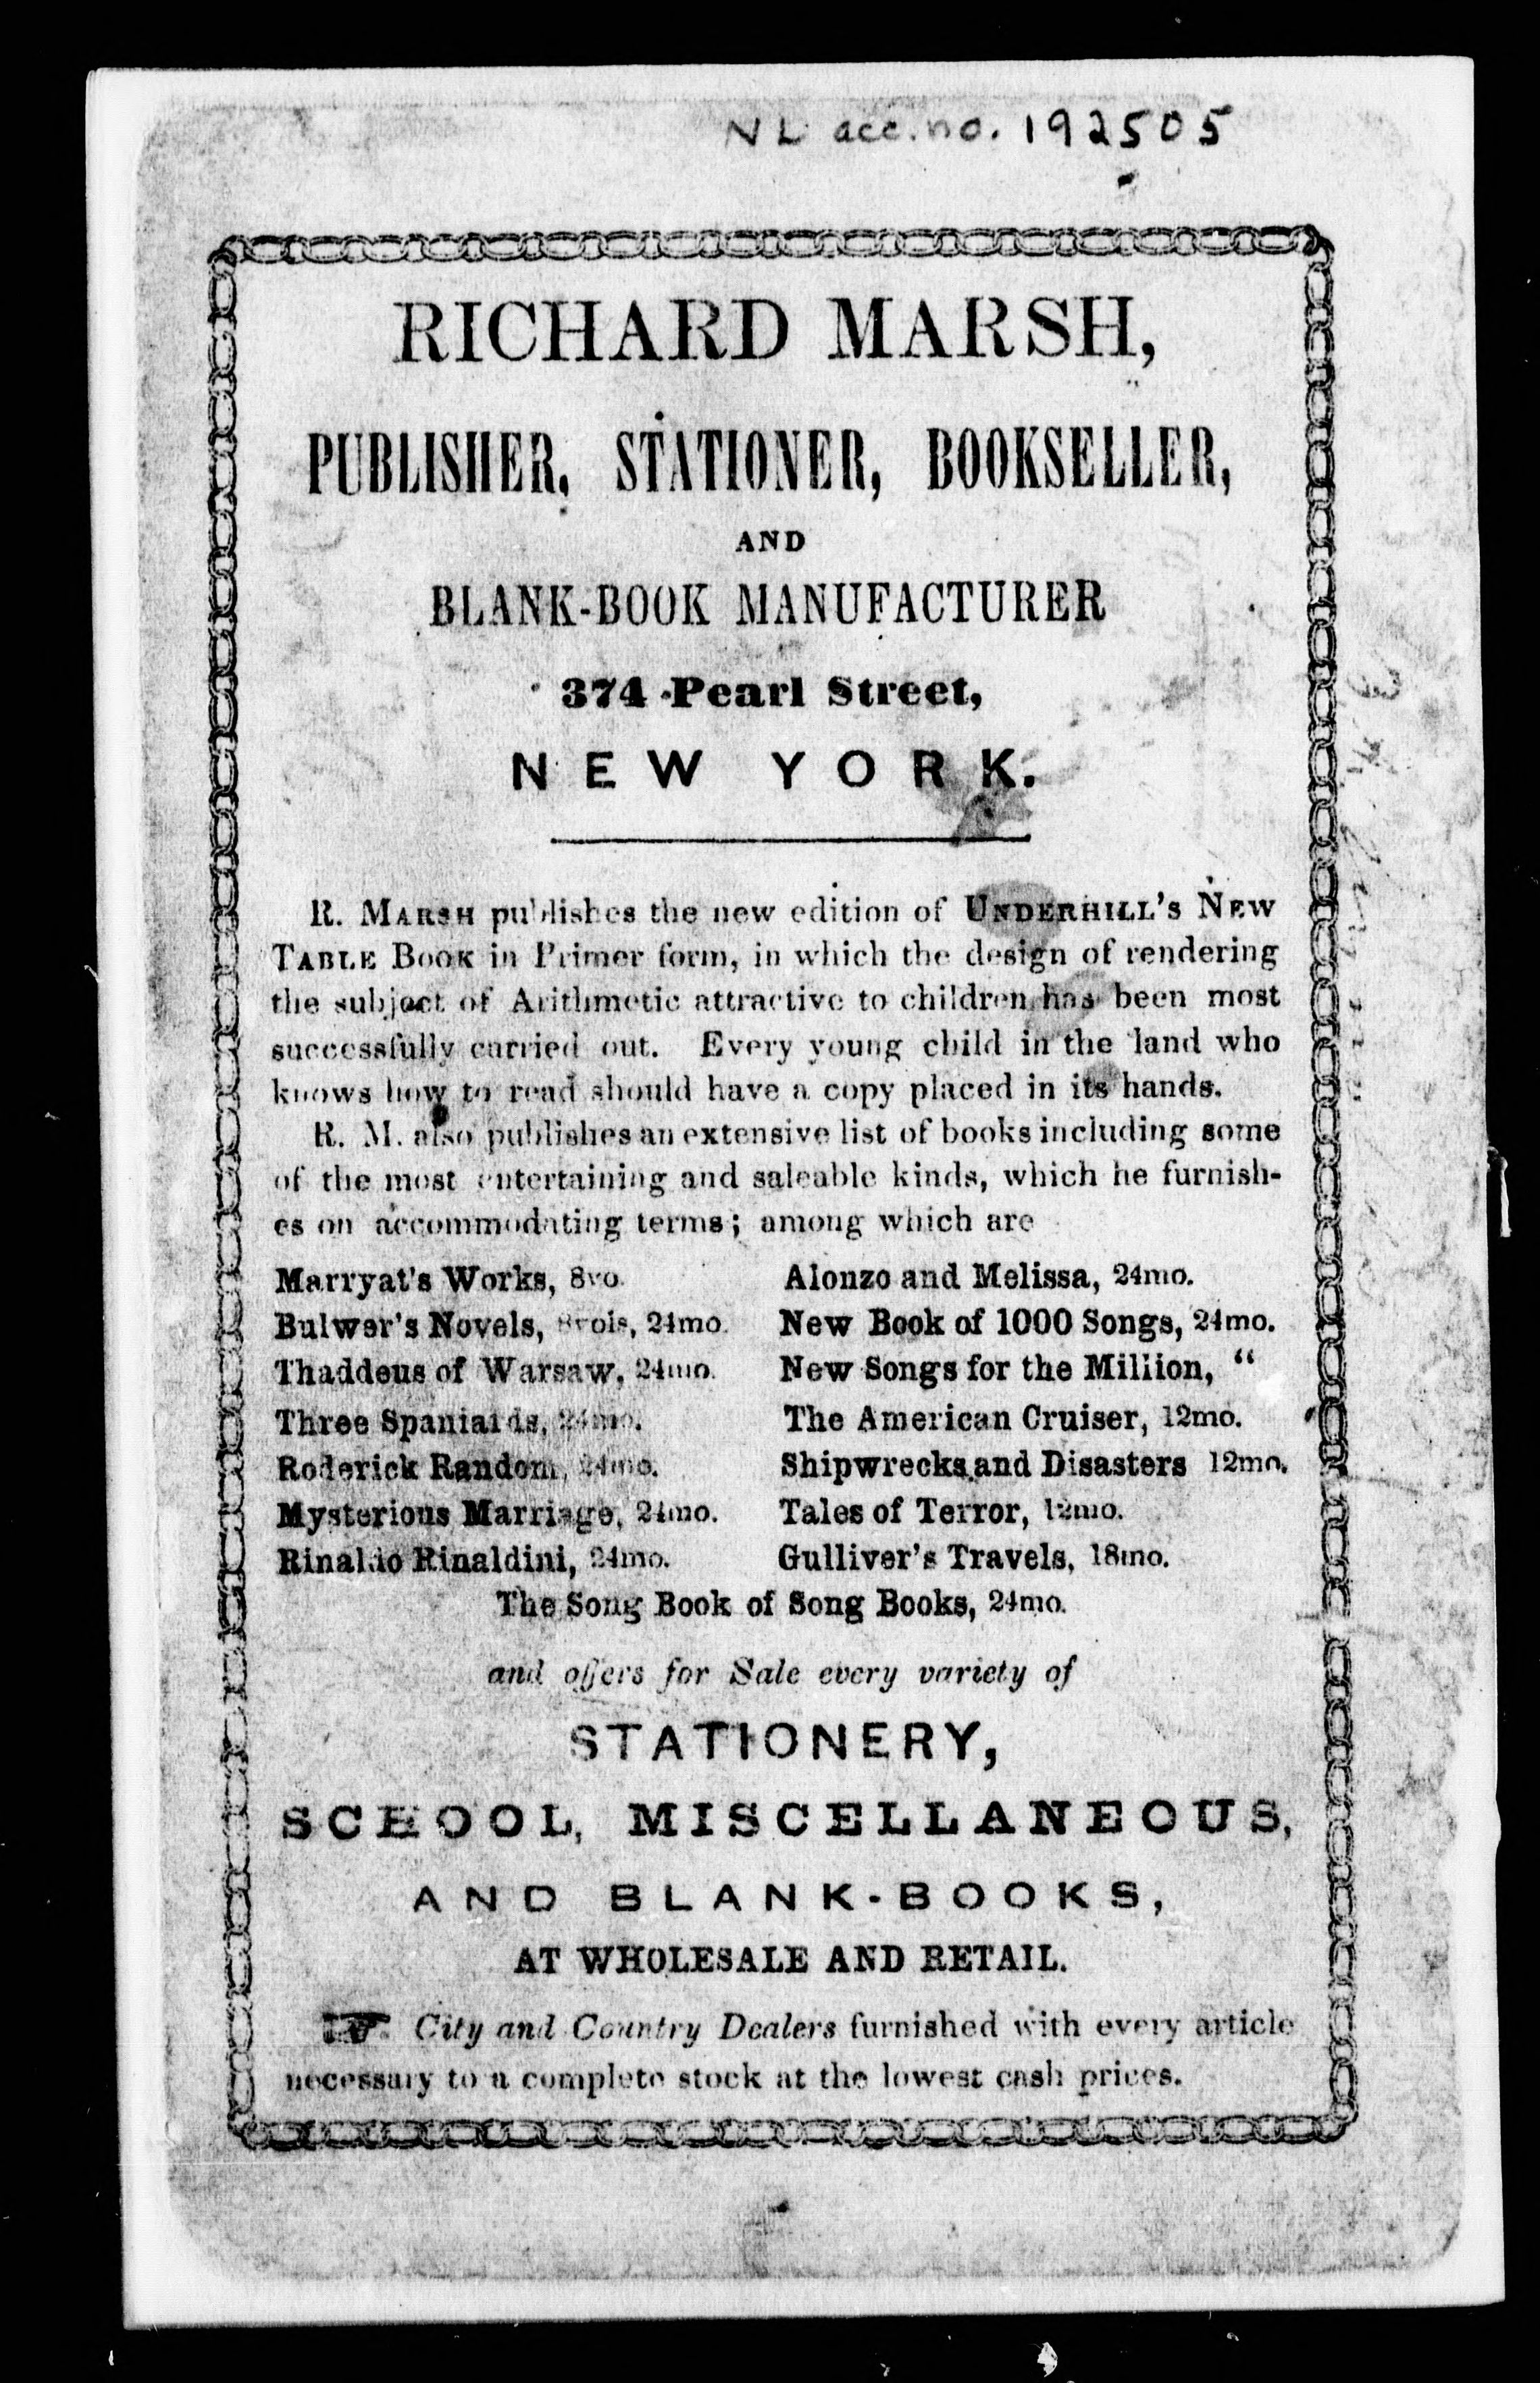 NL acc. no. 192505
RICHARD MARSH,
PUBLISHER, STATIONER, BOOKSELLER,
AND
BLANK-BOOK MANUFACTURER
374 Pearl Street,
NEW YORK.
R. MARSH publishes the new edition of UNDERHILL'S NEW
TABLE BOOK in Primer form, in which the design of rendering
the subject of Arithmetic attractive to children has been most
successfully carried out. Every young child in the land who
knows how to read should have a copy placed in its hands.
R. M. also publishes an extensive list of books including some
of the most entertaining and saleable kinds, which he furnish-
es on accommodating terms; among which are
Marryat's Works, 8vo.
Bulwer's Novels, 8vols, 24mo.
Thaddeus of Warsaw, 24mo.
Three Spaniards, 24mo.
Roderick Random, 24mo.
Mysterious Marriage, 24mo.
Rinaldo Rinaldini, 24mo.
Alonzo and Melissa, 24mo.
New Book of 1000 Songs, 24mo.
New Songs for the Million, "
The American Cruiser, 12mo.
Shipwrecks and Disasters 12mo.
Tales of Terror, 12mo.
Gulliver's Travels, 18mo.
The Song Book of Song Books, 24mo.
and offers for Sale every variety of
STATIONERY,
SCHOOL, MISCELLANEOUS,
AND BLANK-BOOKS,
AT WHOLESALE AND RETAIL.
☞ City and Country Dealers furnished with every article
necessary to a complete stock at the lowest cash prices.